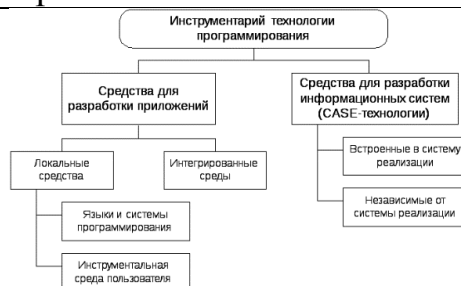 Инструментарий технологии
программирования
Средства для
разработки приложений
Средства для разработки
информационных систем
(CASE-технологии)
Локальные
средства
Интегрированные
среды
Встроенные в систему
реализации
Языки и системы
программирования
Независимые от
системы реализации
Инструментальная
среда пользователя